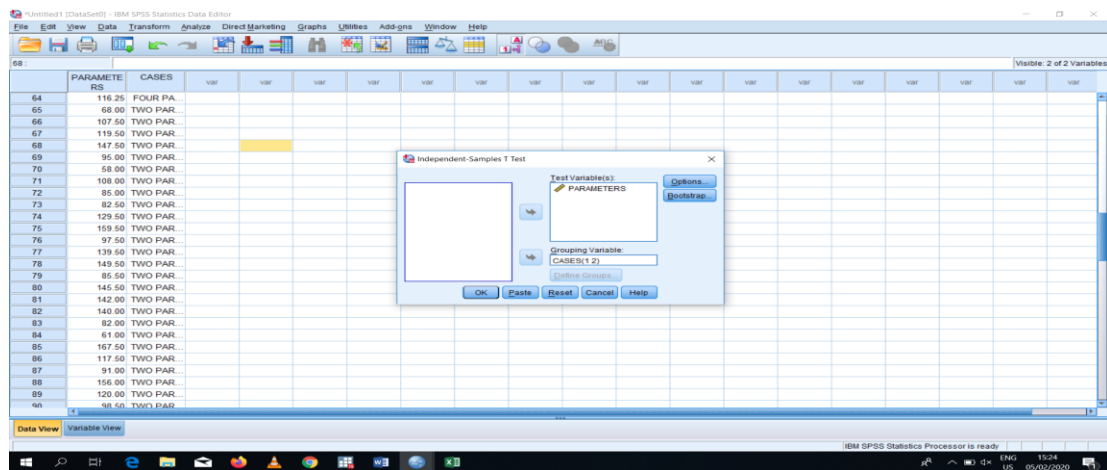 *Untitled1 [DataSet0] - IBM SPSS Statistics Data Editor
File Edit View Data Transform Analyze Direct Marketing Graphs Utilities Add-ons Window Help
68 :
Visible: 2 of 2 Variables
PARAMETERS CASES var var var var var var var var var var var var var var var
64 116.25 FOUR PA...
65 68.00 TWO PAR...
66 107.50 TWO PAR...
67 119.50 TWO PAR...
68 147.50 TWO PAR...
69 95.00 TWO PAR...
70 58.00 TWO PAR...
71 108.00 TWO PAR...
72 85.00 TWO PAR...
73 82.50 TWO PAR...
74 129.50 TWO PAR...
75 159.50 TWO PAR...
76 97.50 TWO PAR...
77 139.50 TWO PAR...
78 149.50 TWO PAR...
79 85.50 TWO PAR...
80 145.50 TWO PAR...
81 142.00 TWO PAR...
82 140.00 TWO PAR...
83 82.00 TWO PAR...
84 61.00 TWO PAR...
85 167.50 TWO PAR...
86 117.50 TWO PAR...
87 91.00 TWO PAR...
88 156.00 TWO PAR...
89 120.00 TWO PAR...
90 98.50 TWO PAR
Independent-Samples T Test
Test Variable(s):
PARAMETERS
Options...
Bootstrap...
Grouping Variable:
CASES(1 2)
Define Groups...
OK Paste Reset Cancel Help
Data View Variable View
IBM SPSS Statistics Processor is ready
ENG 15:24
US 05/02/2020